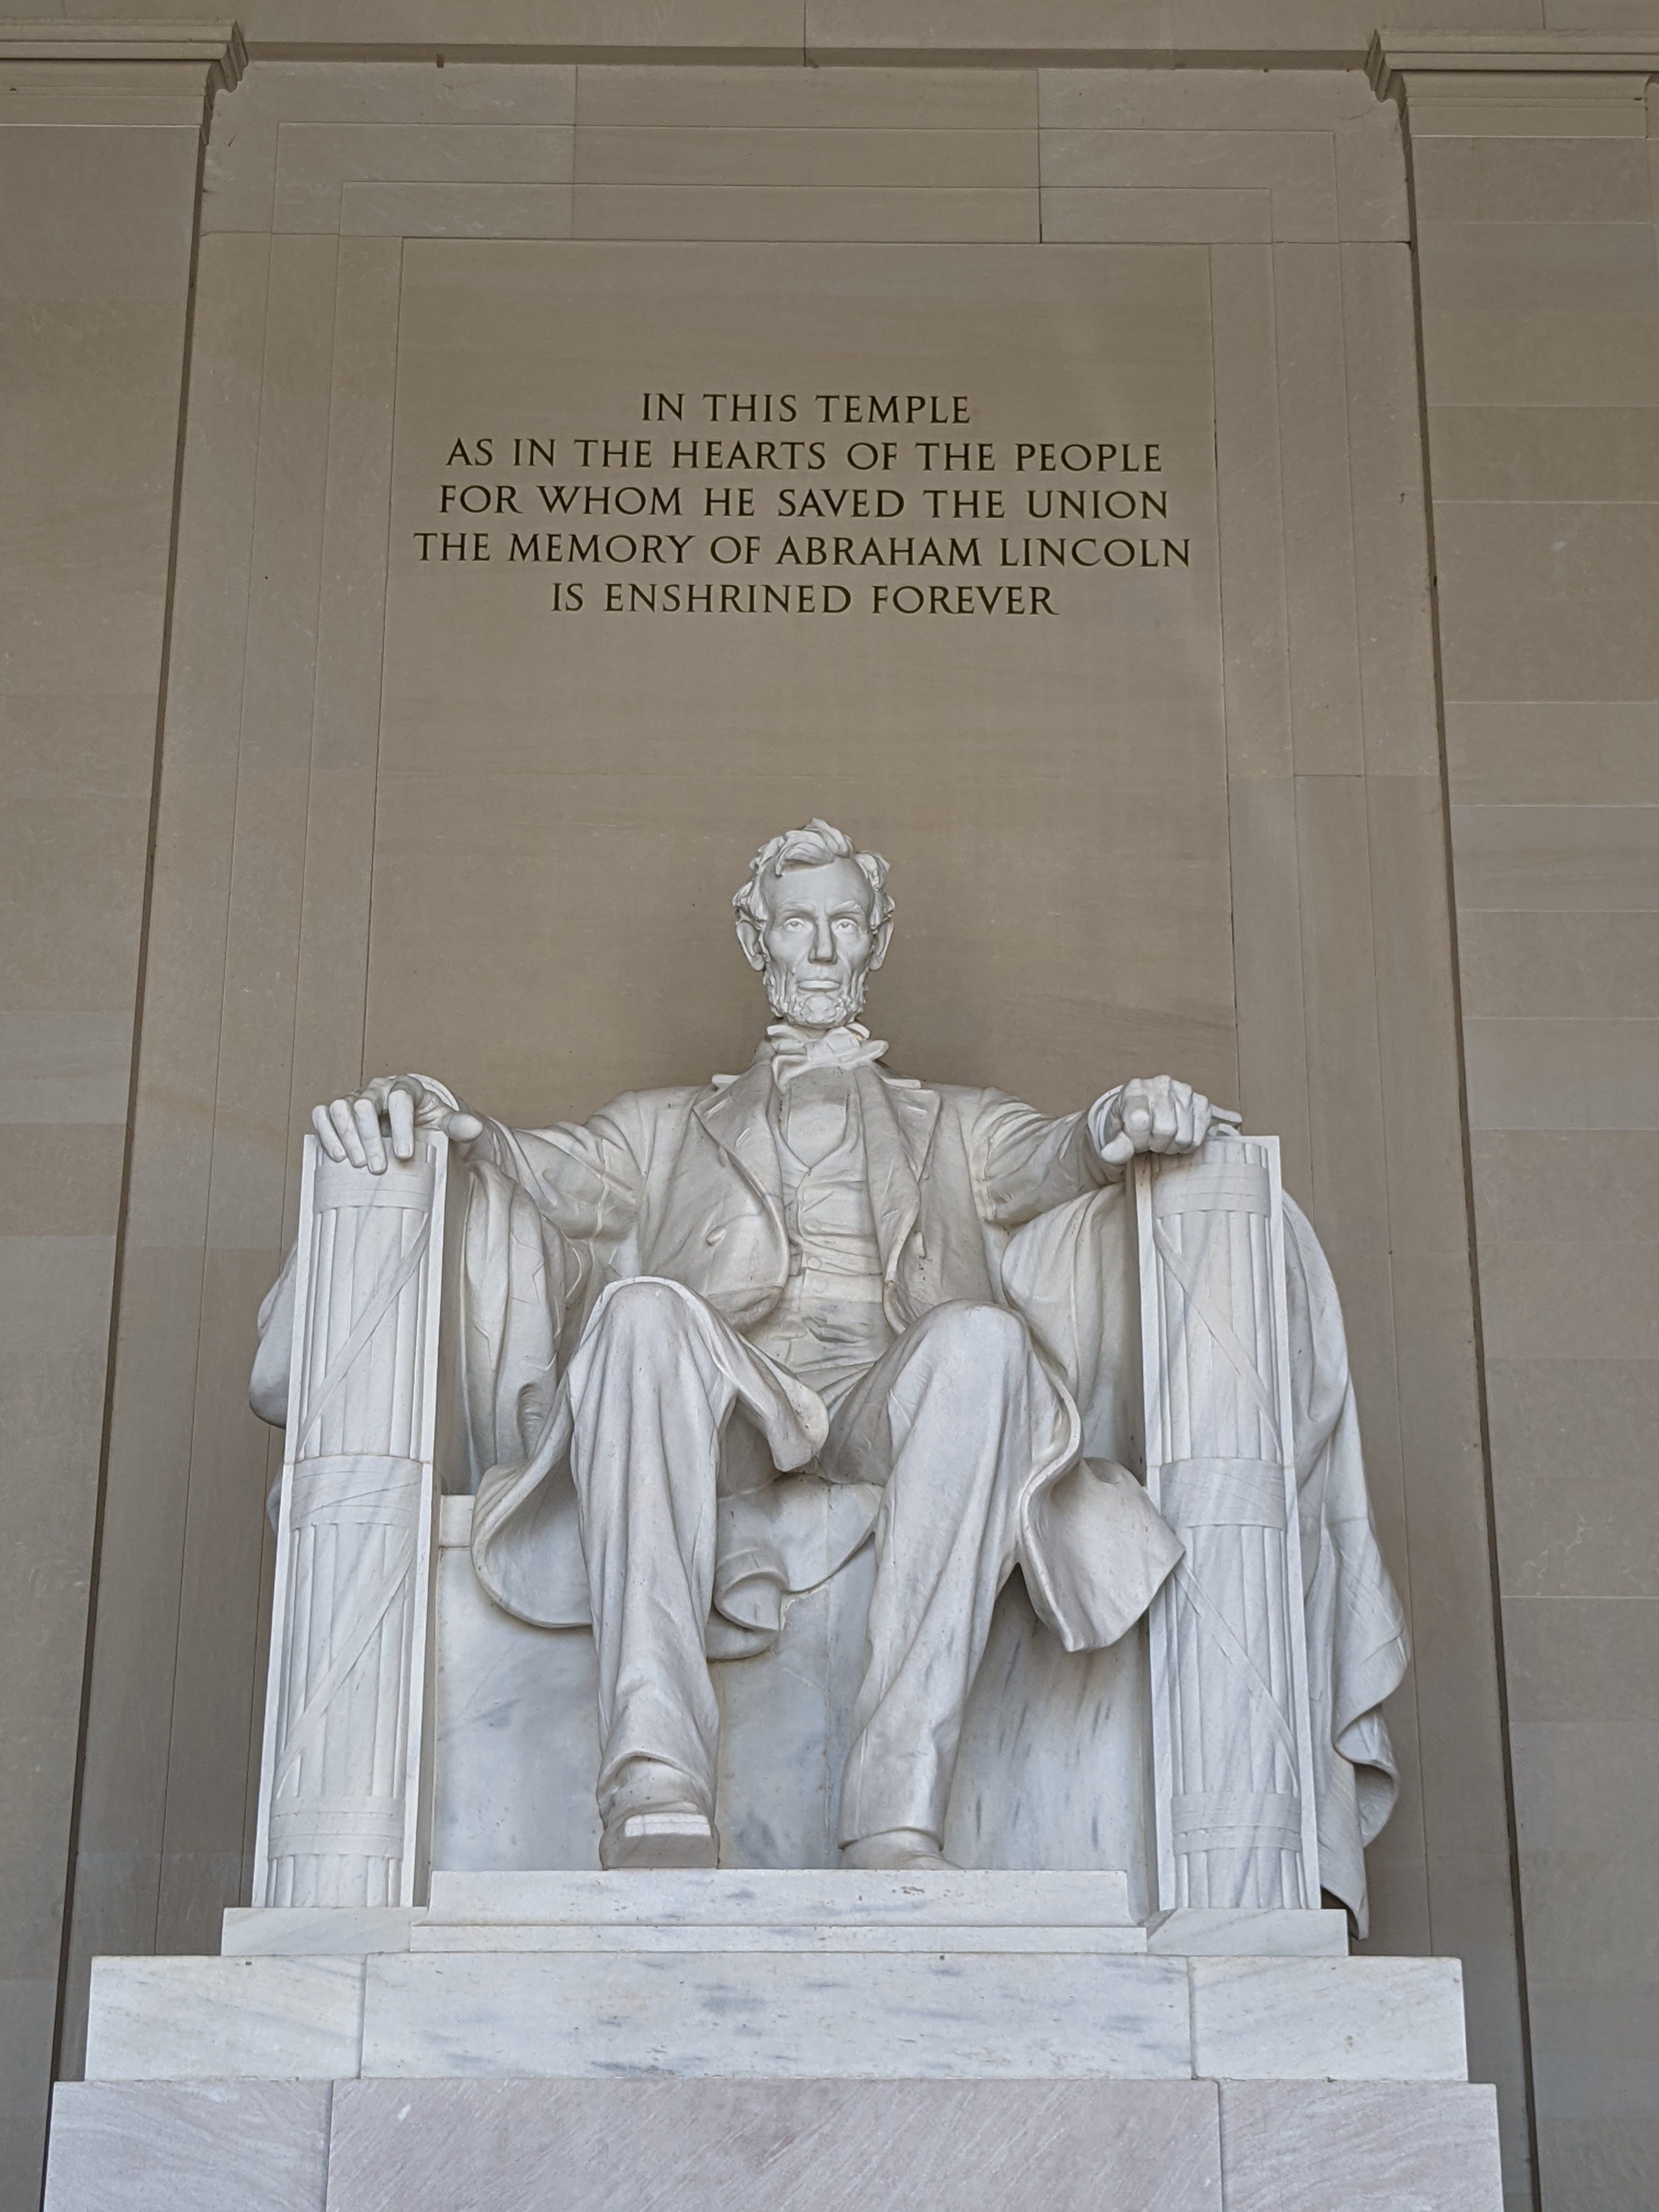 IN THIS TEMPLE
AS IN THE HEARTS OF THE PEOPLE
FOR WHOM HE SAVED THE UNION
THE MEMORY OF ABRAHAM LINCOLN
IS ENSHRINED FOREVER